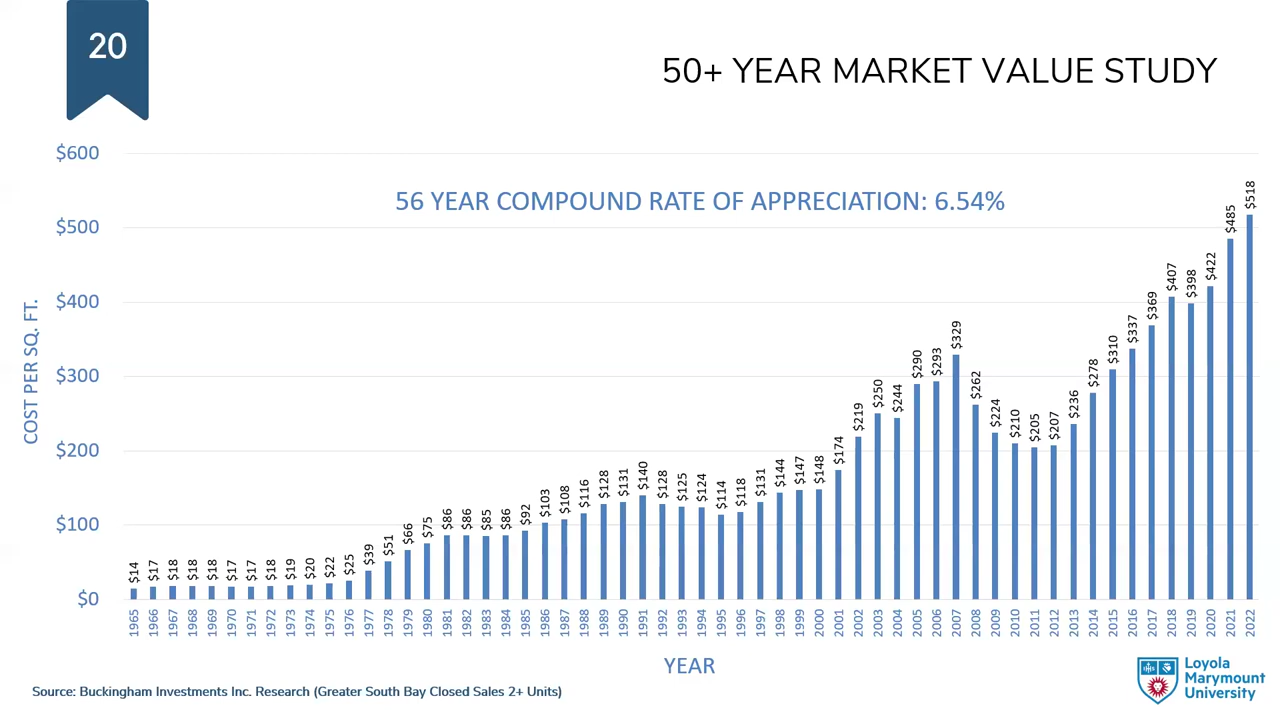 20
50+ YEAR MARKET VALUE STUDY
56 YEAR COMPOUND RATE OF APPRECIATION: 6.54%
COST PER SQ. FT.
$600
$500
$400
$300
$200
$100
$0
$14 $17 $18 $18 $18 $17 $17 $18 $19 $20 $22 $25 $39 $51 $66 $75 $86 $86 $85 $86 $92 $103 $108 $116 $128 $131 $140 $128 $125 $124 $114 $118 $131 $144 $147 $148 $174 $219 $250 $244 $290 $293 $329 $262 $224 $210 $205 $207 $236 $278 $310 $337 $369 $407 $398 $422 $485 $518
1965 1966 1967 1968 1969 1970 1971 1972 1973 1974 1975 1976 1977 1978 1979 1980 1981 1982 1983 1984 1985 1986 1987 1988 1989 1990 1991 1992 1993 1994 1995 1996 1997 1998 1999 2000 2001 2002 2003 2004 2005 2006 2007 2008 2009 2010 2011 2012 2013 2014 2015 2016 2017 2018 2019 2020 2021 2022
YEAR
Source: Buckingham Investments Inc. Research (Greater South Bay Closed Sales 2+ Units)
Loyola
Marymount
University